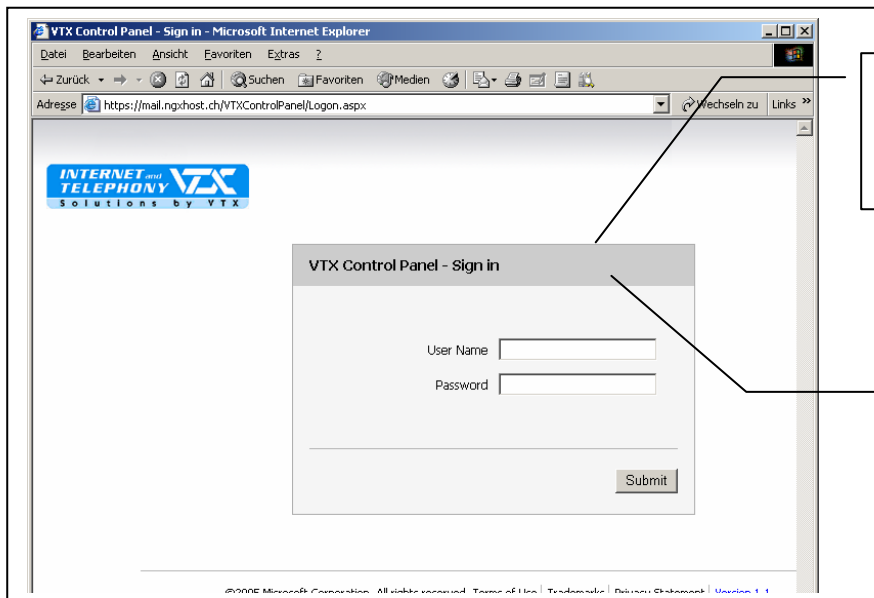 VTX Control Panel - Sign in - Microsoft Internet Explorer
Datei Bearbeiten Ansicht Favoriten Extras ?
Zurück Suchen Favoriten Medien
Adresse https://mail.ngxhost.ch/VTXControlPanel/Logon.aspx Wechseln zu Links »
INTERNET and VTX
TELEPHONY
Solutions by VTX
VTX Control Panel - Sign in
User Name
Password
Submit
©2005 Microsoft Corporation. All rights reserved. Terms of Use | Trademarks | Privacy Statement | Version 1.1